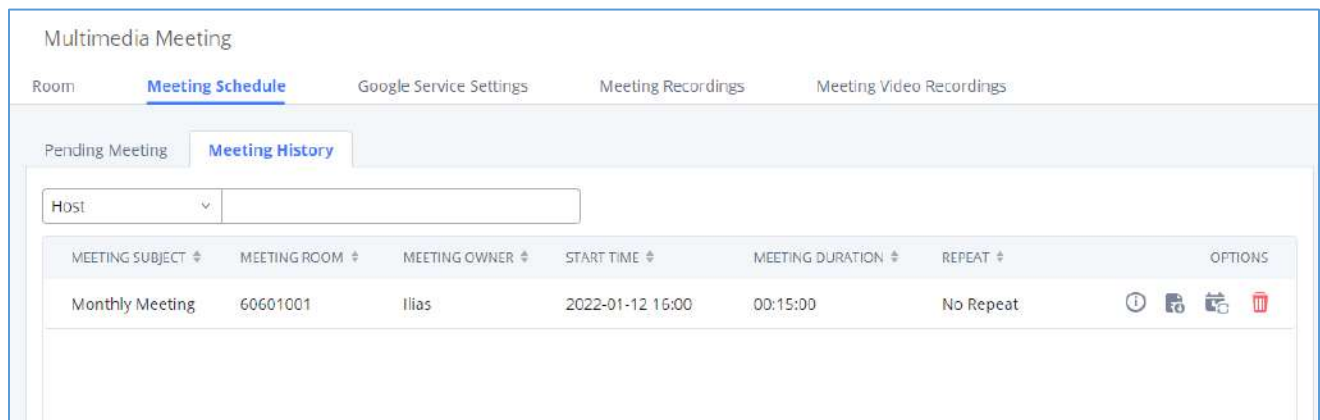 Multimedia Meeting
Room Meeting Schedule Google Service Settings Meeting Recordings Meeting Video Recordings
Pending Meeting Meeting History
Host
MEETING SUBJECT MEETING ROOM MEETING OWNER START TIME MEETING DURATION REPEAT OPTIONS
Monthly Meeting 60601001 Ilias 2022-01-12 16:00 00:15:00 No Repeat